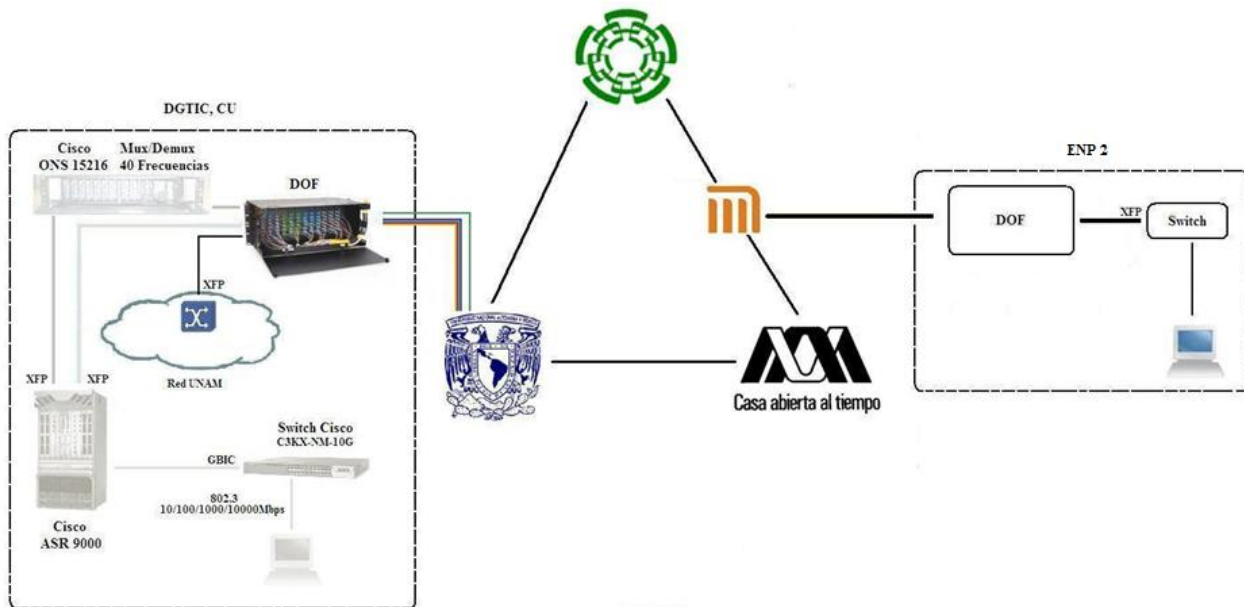 DGTIC, CU
Cisco
ONS 15216
Mux/Demux
40 Frecuencias
DOF
XFP
Red UNAM
XFP
XFP
Switch Cisco
C3KX-NM-10G
GBIC
802.3
10/100/1000/10000Mbps
Cisco
ASR 9000
Casa abierta al tiempo
ENP 2
DOF
XFP
Switch